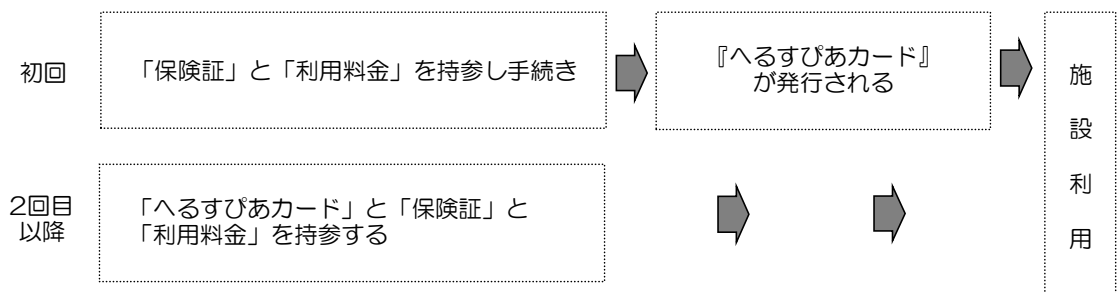 初回
「保険証」と「利用料金」を持参し手続き
『へるすぴあカード』
が発行される
2回目
以降
「へるすぴあカード」と「保険証」と
「利用料金」を持参する
施
設
利
用